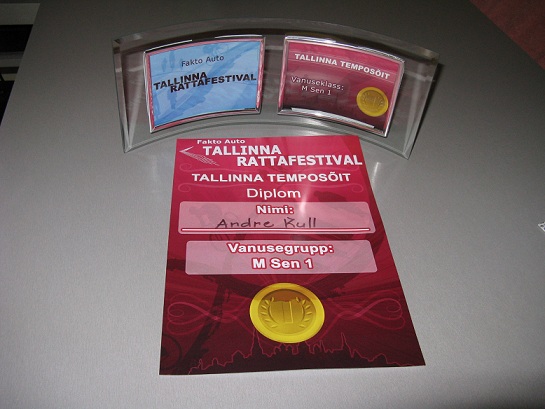 Fakto Auto
TALLINNA
RATTAFESTIVAL
TALLINNA TEMPOSÕIT
Vanuseklass:
M Sen 1
Fakto Auto
TALLINNA
RATTAFESTIVAL
TALLINNA TEMPOSÕIT
Diplom
Nimi:
Andre Kull
Vanusegrupp:
M Sen 1